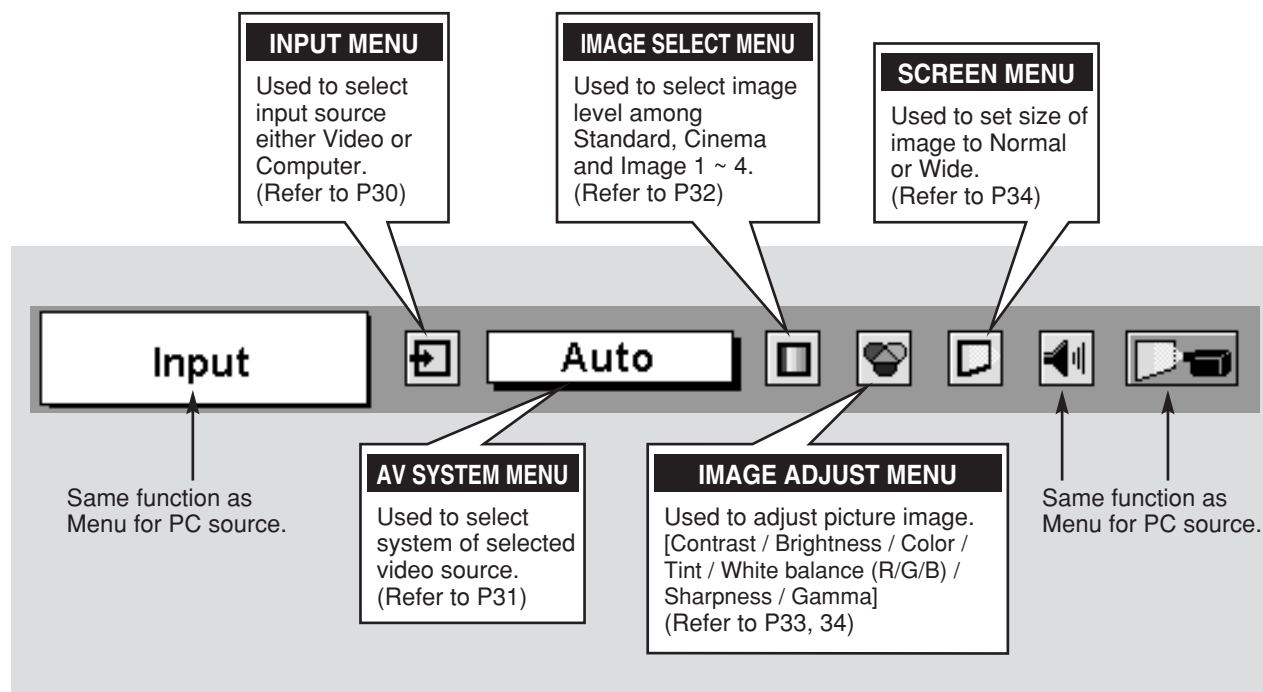 INPUT MENU
Used to select
input source
either Video or
Computer.
(Refer to P30)
IMAGE SELECT MENU
Used to select image
level among
Standard, Cinema
and Image 1 ~ 4.
(Refer to P32)
SCREEN MENU
Used to set size of
image to Normal
or Wide.
(Refer to P34)
Input
Auto
Same function as
Menu for PC source.
AV SYSTEM MENU
Used to select
system of selected
video source.
(Refer to P31)
IMAGE ADJUST MENU
Used to adjust picture image.
[Contrast / Brightness / Color /
Tint / White balance (R/G/B) /
Sharpness / Gamma]
(Refer to P33, 34)
Same function as
Menu for PC source.